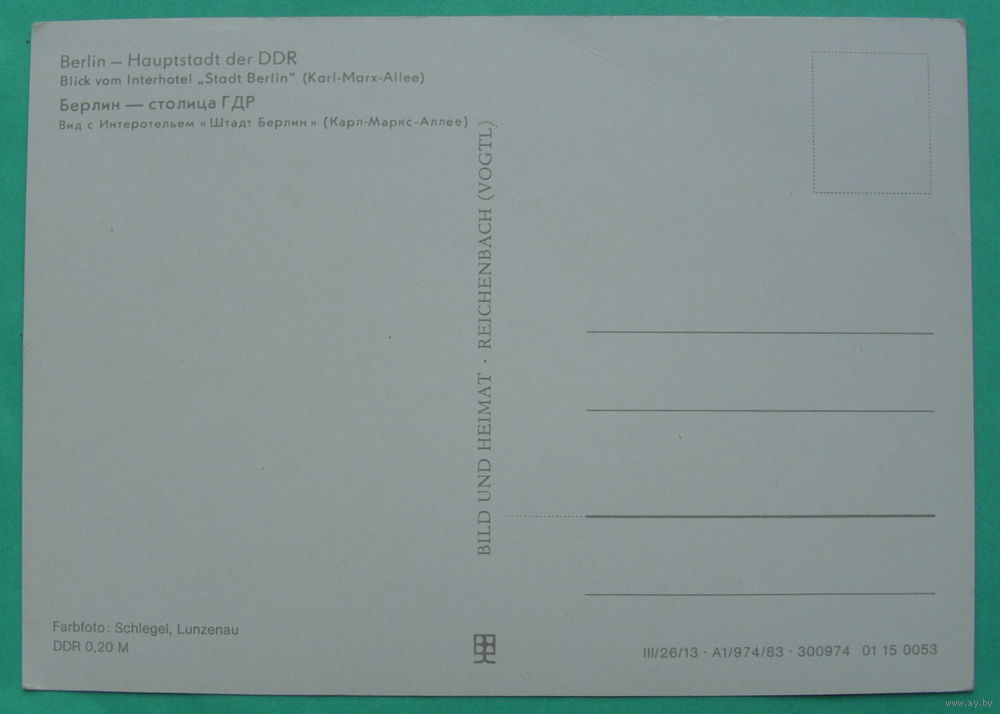 Berlin – Hauptstadt der DDR
Blick vom Interhotel „Stadt Berlin“ (Karl-Marx-Allee)
Берлин — столица ГДР
Вид с Интеротельем «Штадт Берлин» (Карл-Маркс-Аллее)
BILD UND HEIMAT · REICHENBACH (VOGTL)
Farbfoto: Schlegel, Lunzenau
DDR 0,20 M
III/26/13 · A1/974/83 · 300974 01 15 0053
www.ay.by